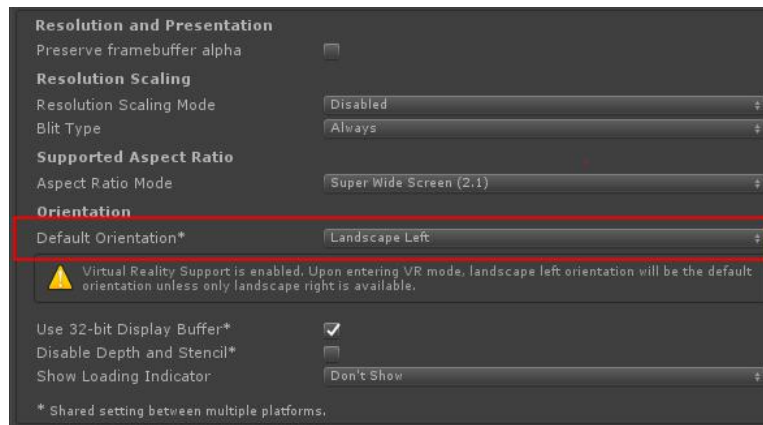 Resolution and Presentation
Preserve framebuffer alpha
Resolution Scaling
Resolution Scaling Mode Disabled
Blit Type Always
Supported Aspect Ratio
Aspect Ratio Mode Super Wide Screen (2.1)
Orientation
Default Orientation* Landscape Left
Virtual Reality Support is enabled. Upon entering VR mode, landscape left orientation will be the default
orientation unless only landscape right is available.
Use 32-bit Display Buffer*
Disable Depth and Stencil*
Show Loading Indicator Don't Show
* Shared setting between multiple platforms.